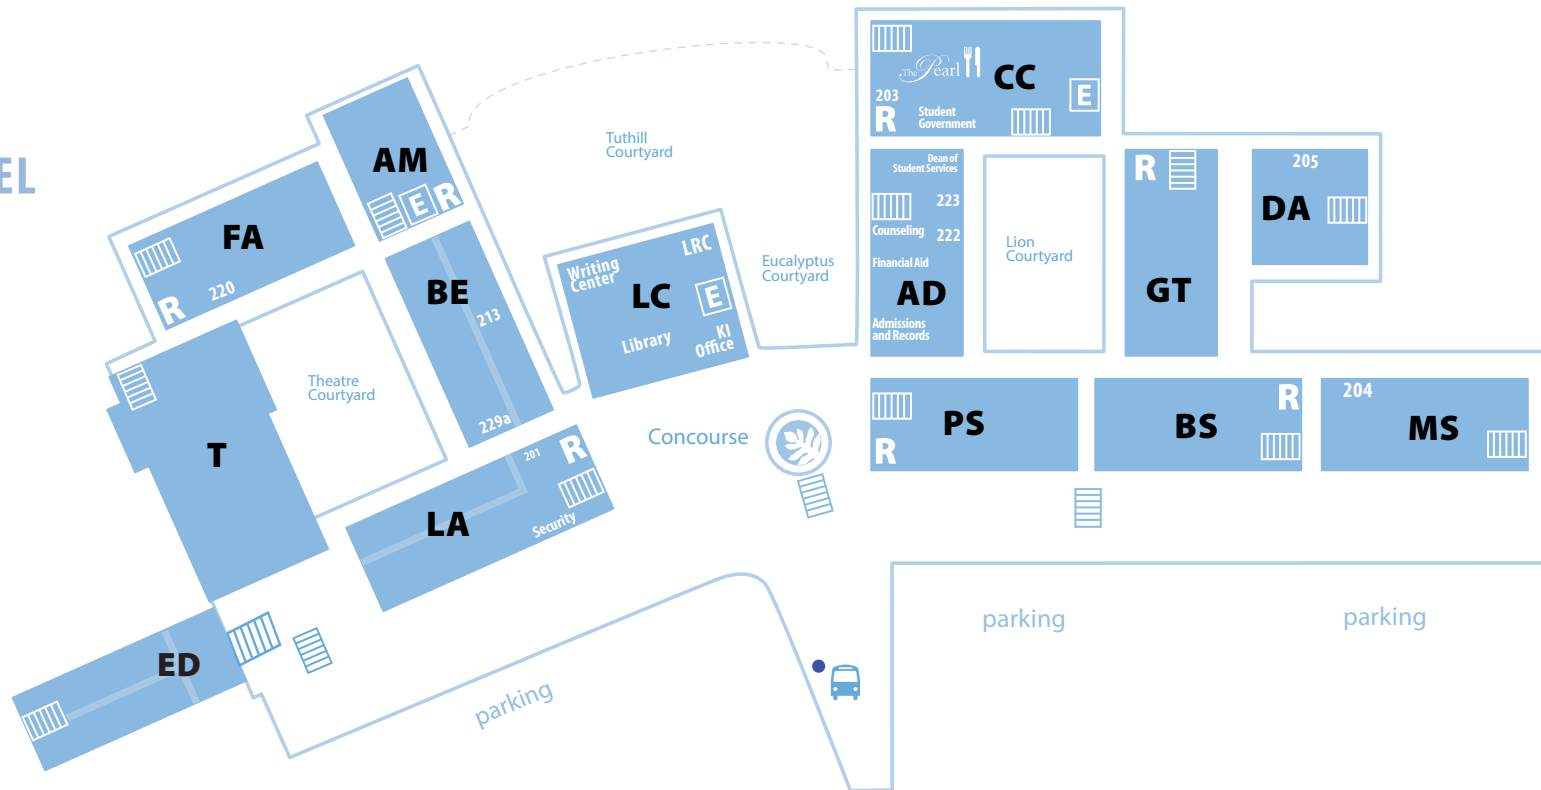 EL
AM
E R
FA
220
R
BE
213
229a
T
Theatre
Courtyard
LA
201
R
Security
ED
parking
Tuthill
Courtyard
Writing
Center
LRC
LC
E
Library
KI
Office
Eucalyptus
Courtyard
Concourse
The Pearl
CC
E
203
R
Student
Government
Dean of
Student Services
223
Counseling
222
Financial Aid
AD
Admissions
and Records
Lion
Courtyard
R
GT
205
DA
PS
R
R
BS
204
MS
parking
parking